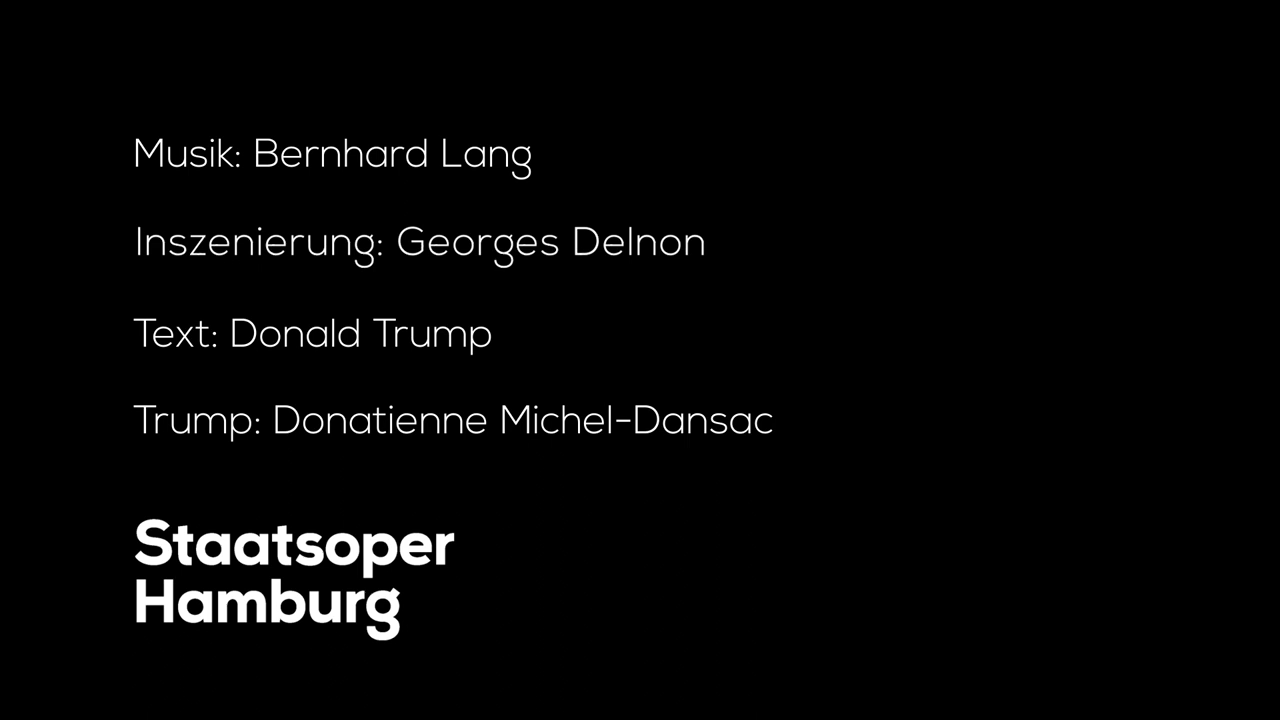 Musik: Bernhard Lang
Inszenierung: Georges Delnon
Text: Donald Trump
Trump: Donatienne Michel-Dansac
Staatsoper
Hamburg